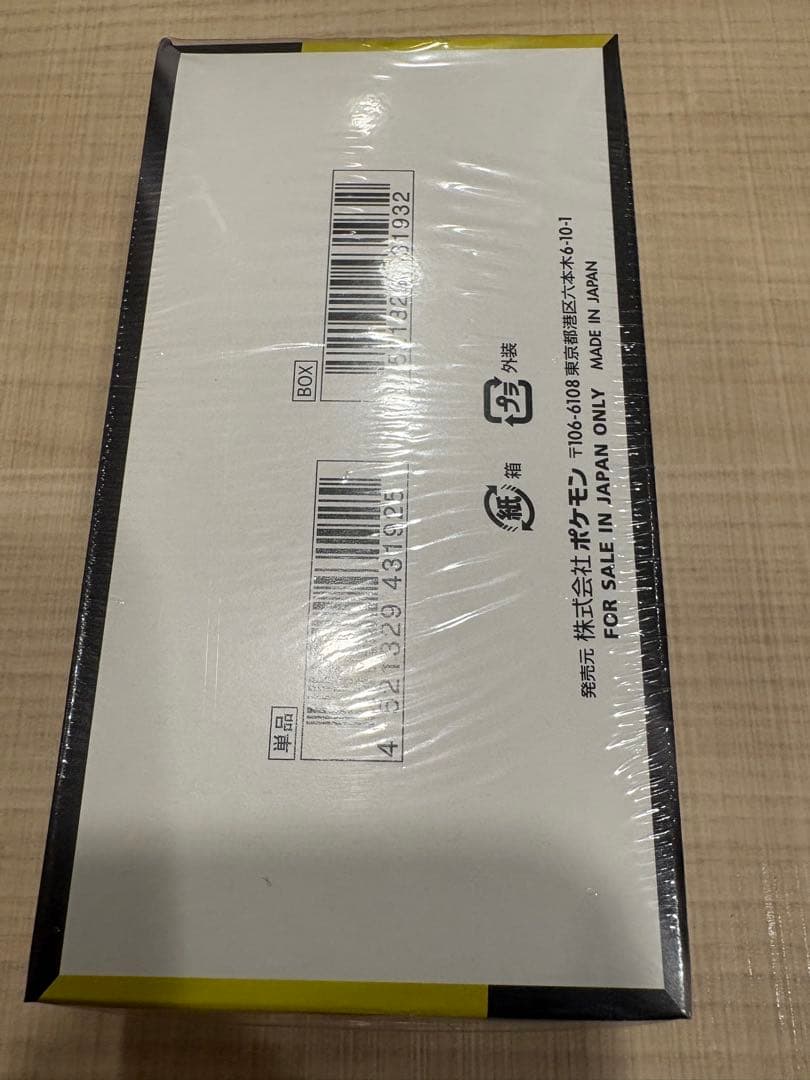 単品
4 521329 431925
BOX
紙 箱
プラ 外装
発売元 株式会社ポケモン 〒106-6108 東京都港区六本木6-10-1
FOR SALE IN JAPAN ONLY MADE IN JAPAN